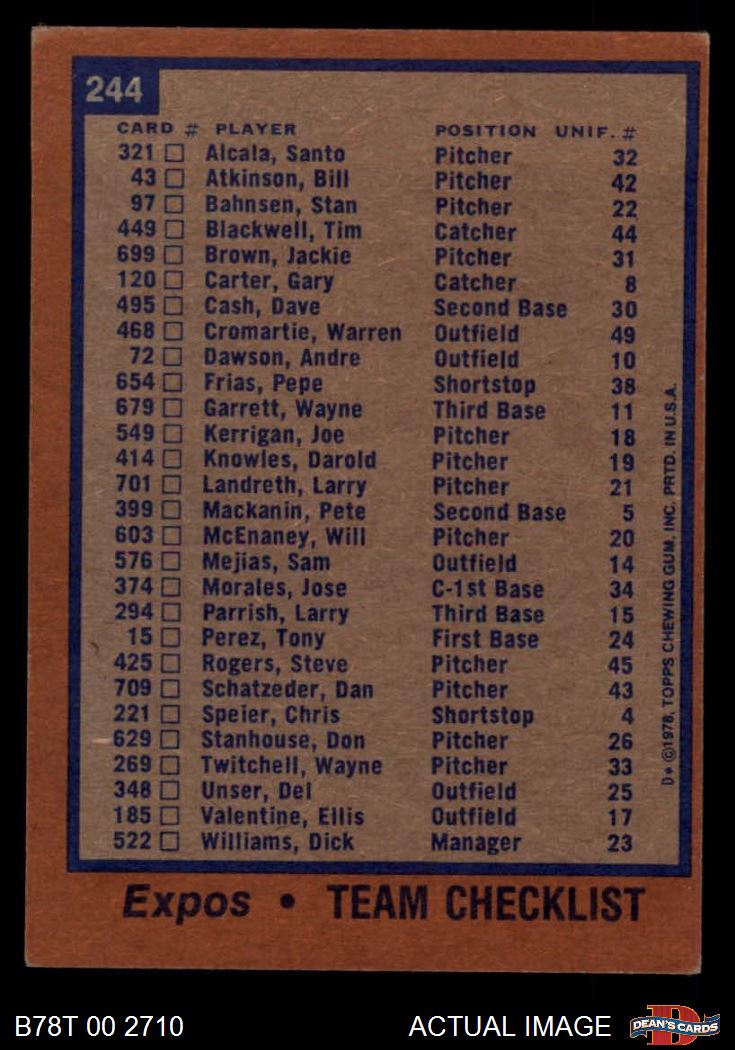 244
CARD # PLAYER POSITION UNIF. #
321 Alcala, Santo Pitcher 32
43 Atkinson, Bill Pitcher 42
97 Bahnsen, Stan Pitcher 22
449 Blackwell, Tim Catcher 44
699 Brown, Jackie Pitcher 31
120 Carter, Gary Catcher 8
495 Cash, Dave Second Base 30
468 Cromartie, Warren Outfield 49
72 Dawson, Andre Outfield 10
654 Frias, Pepe Shortstop 38
679 Garrett, Wayne Third Base 11
549 Kerrigan, Joe Pitcher 18
414 Knowles, Darold Pitcher 19
701 Landreth, Larry Pitcher 21
399 Mackanin, Pete Second Base 5
603 McEnaney, Will Pitcher 20
576 Mejias, Sam Outfield 14
374 Morales, Jose C-1st Base 34
294 Parrish, Larry Third Base 15
15 Perez, Tony First Base 24
425 Rogers, Steve Pitcher 45
709 Schatzeder, Dan Pitcher 43
221 Speier, Chris Shortstop 4
629 Stanhouse, Don Pitcher 26
269 Twitchell, Wayne Pitcher 33
348 Unser, Del Outfield 25
185 Valentine, Ellis Outfield 17
522 Williams, Dick Manager 23
D* ©1978, TOPPS CHEWING GUM, INC. PRTD. IN U.S.A.
Expos • TEAM CHECKLIST
B78T 00 2710 ACTUAL IMAGE
D DEAN'S CARDS